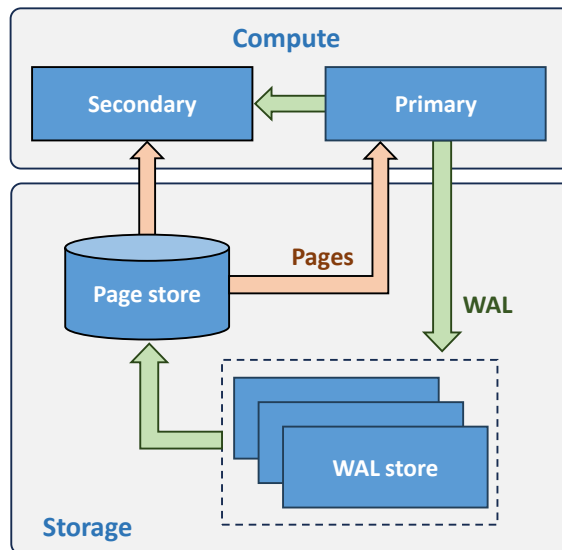 Compute
Secondary
Primary
Pages
Page store
WAL
WAL store
Storage